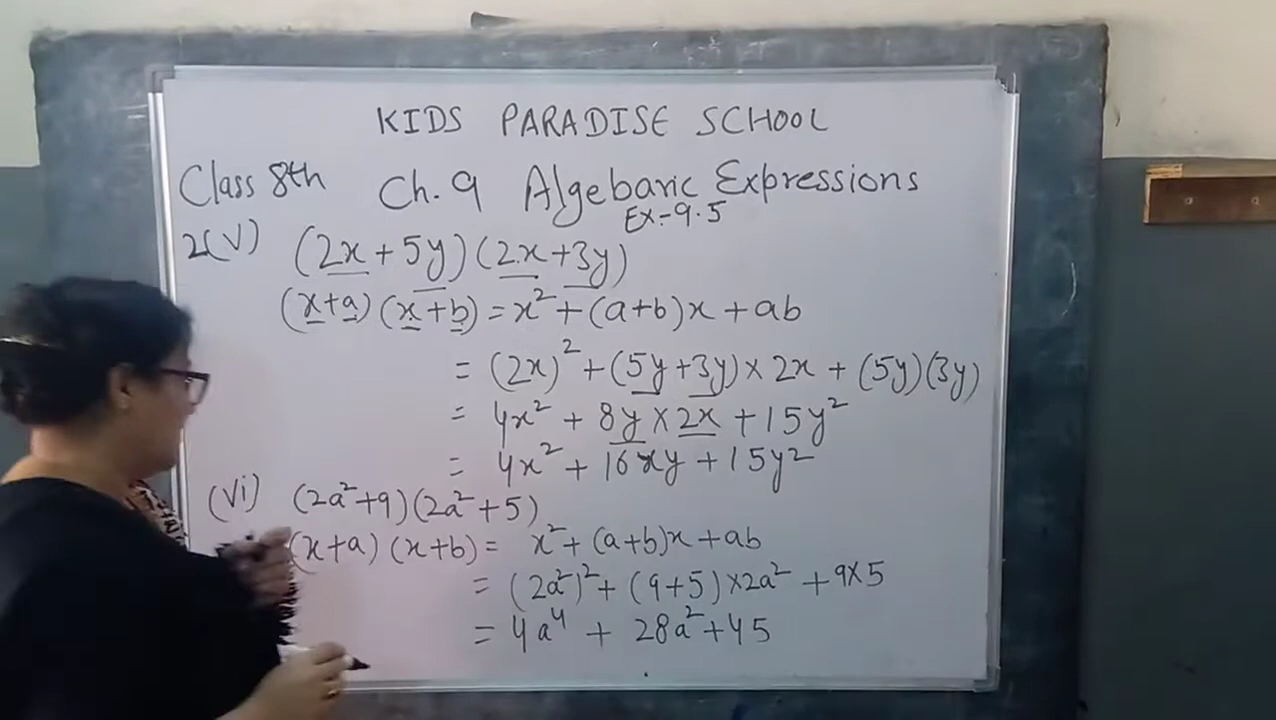 KIDS PARADISE SCHOOL
Class 8th Ch. 9 Algebaric Expressions
Ex-9.5
2(V) (2x + 5y)(2x + 3y)
(x+a) (x+b) = x² + (a+b)x + ab
= (2x)² + (5y + 3y) × 2x + (5y)(3y)
= 4x² + 8y × 2x + 15y²
= 4x² + 16xy + 15y²
(Vi) (2a² + 9)(2a² + 5)
(x+a) (x+b) = x² + (a+b)x + ab
= (2a²)² + (9+5) × 2a² + 9×5
= 4a⁴ + 28a² + 45